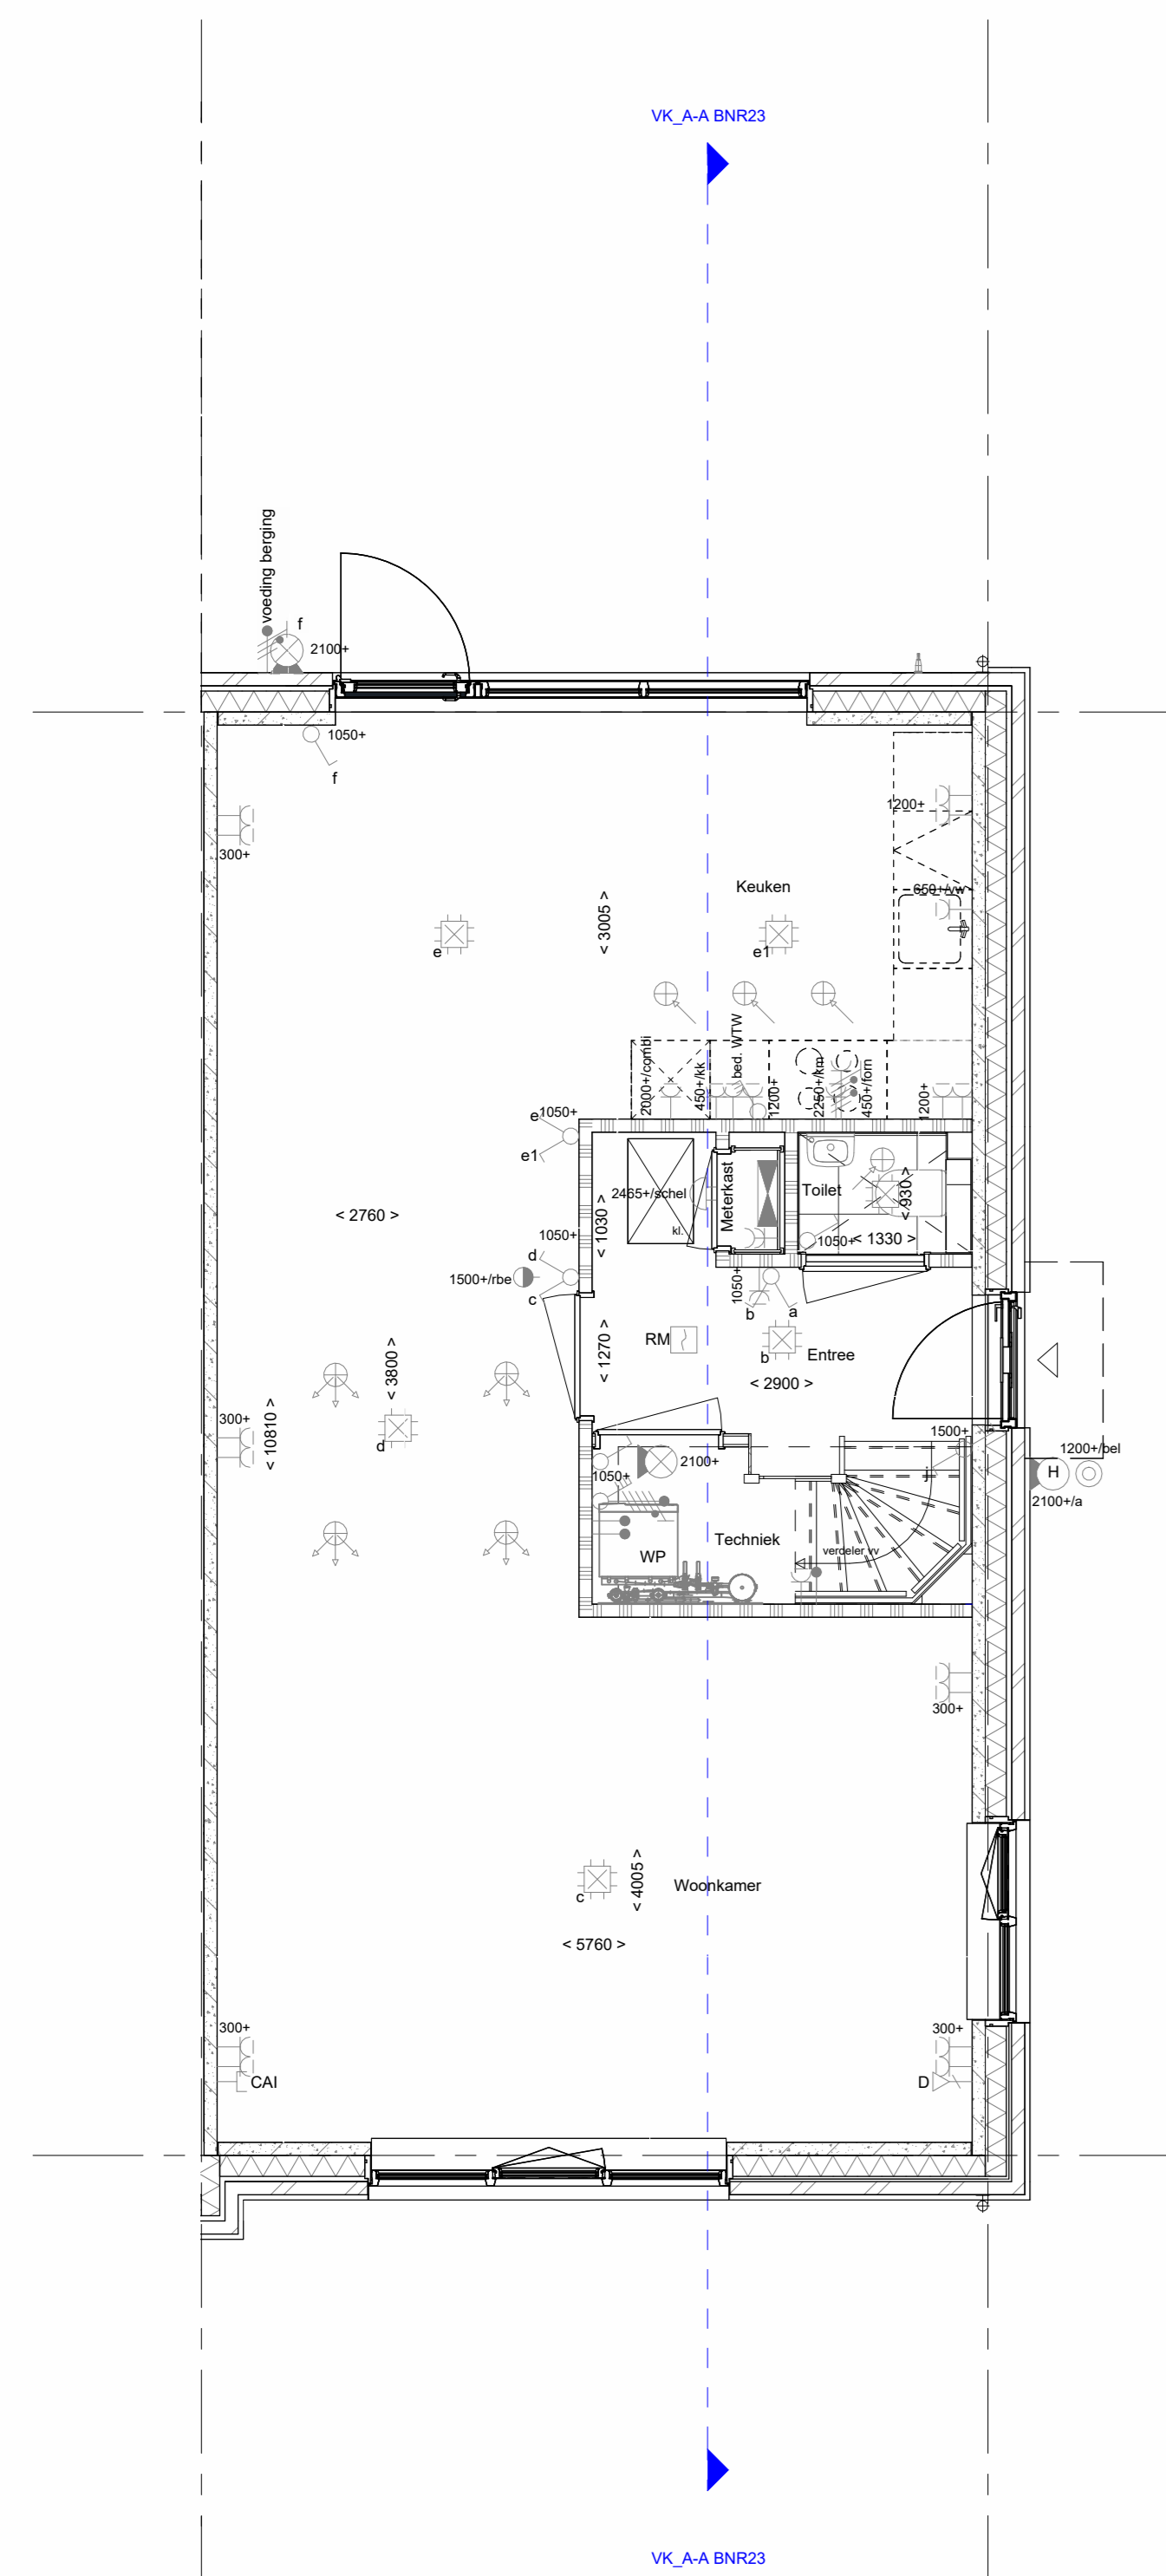 VK_A-A BNR23
voeding berging
f
2100+
1050+
f
300+
1200+
Keuken
650+/vw
< 3005 >
e
e1
2000+/combi
450+/kk
bed. WTW
1200+
2250+/km
450+/forn
1200+
e
1050+
e1
2465+/schel
kl.
Meterkast
Toilet
< 930 >
1050+
< 1330 >
< 1030 >
< 2760 >
1050+
d
1500+/rbe
c
1050+
b
a
RM
b
Entree
< 1270 >
< 2900 >
< 3800 >
d
300+
< 10810 >
1500+
1200+/bel
H
2100+/a
1050+
2100+
j
Techniek
verdeler vv
WP
300+
c
< 4005 >
Woonkamer
< 5760 >
300+
CAI
300+
D
VK_A-A BNR23